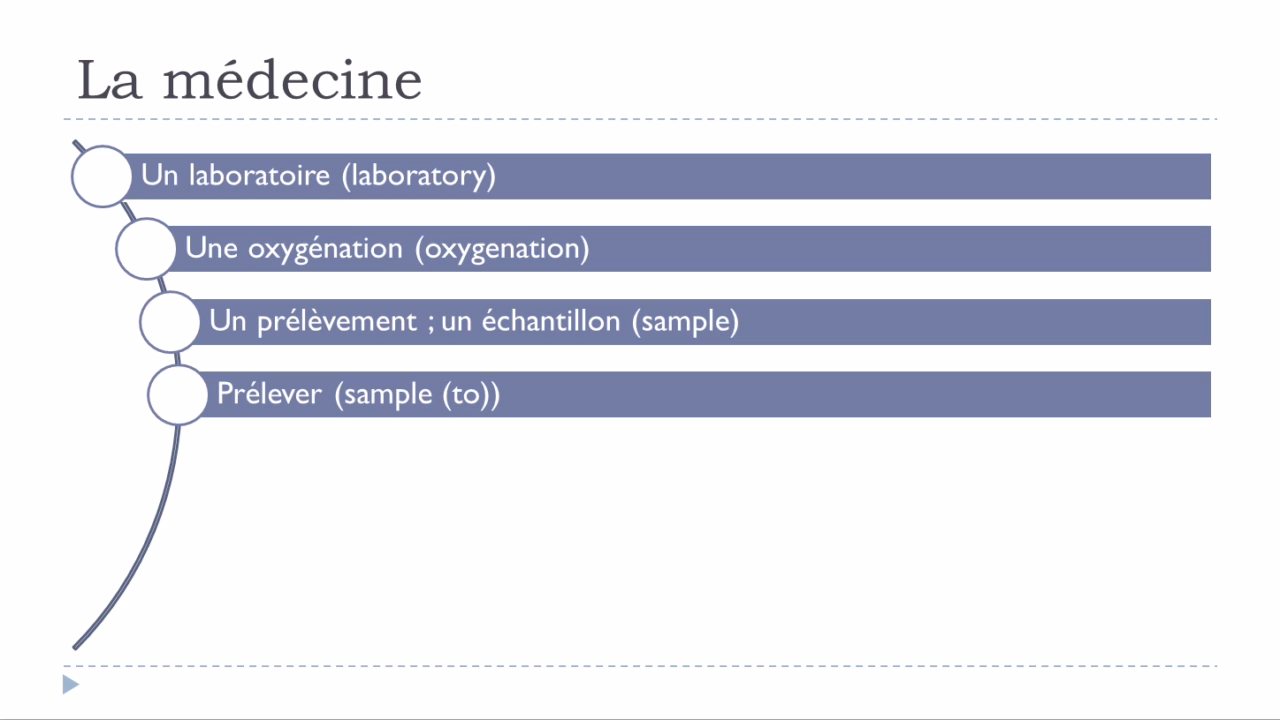 La médecine
Un laboratoire (laboratory)
Une oxygénation (oxygenation)
Un prélèvement ; un échantillon (sample)
Prélever (sample (to))